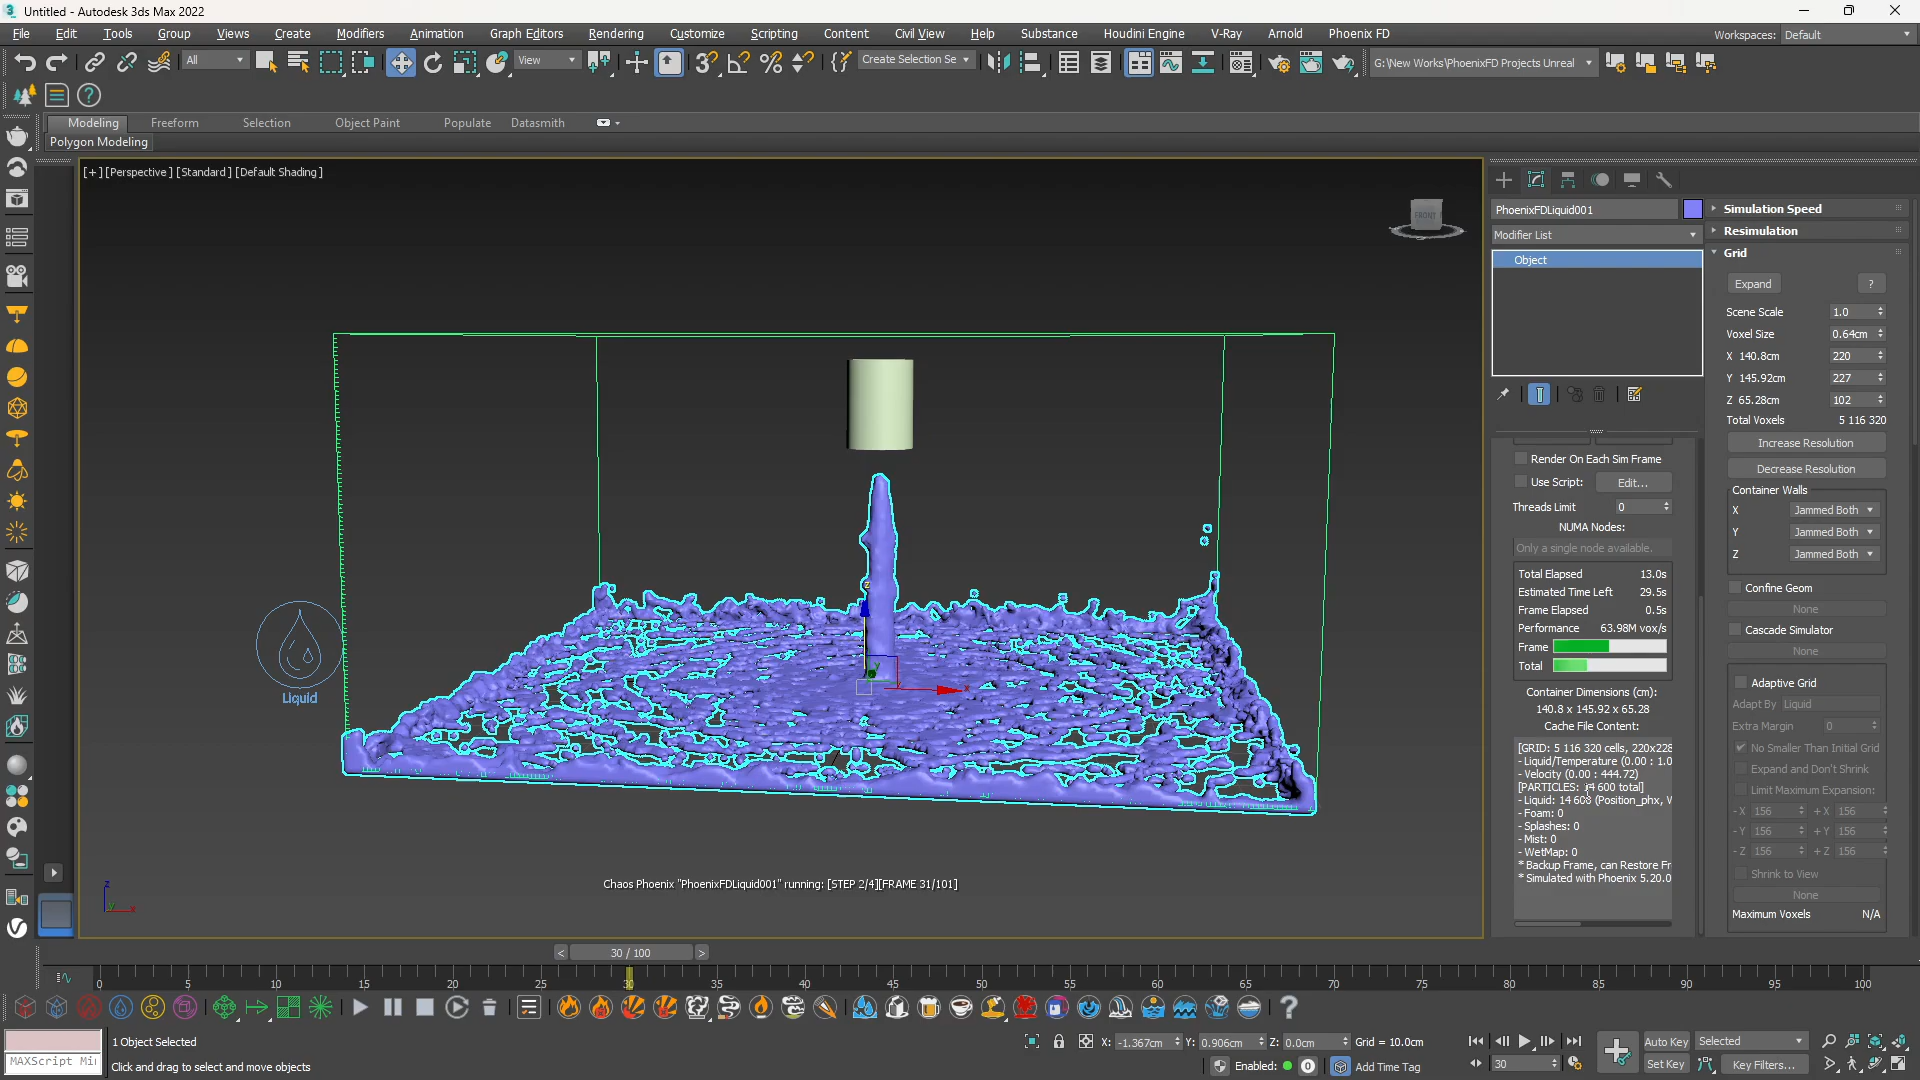 Untitled - Autodesk 3ds Max 2022
File Edit Tools Group Views Create Modifiers Animation Graph Editors Rendering Customize Scripting Content Civil View Help Substance Houdini Engine V-Ray Arnold Phoenix FD Workspaces: Default
All View Create Selection Se G:\New Works\PhoenixFD Projects Unreal
Modeling Freeform Selection Object Paint Populate Datasmith
Polygon Modeling
[+] [Perspective] [Standard] [Default Shading]
FRONT
Liquid
z
y
x
Chaos Phoenix "PhoenixFDLiquid001" running: [STEP 2/4][FRAME 31/101]
PhoenixFDLiquid001
Modifier List
Object
Render On Each Sim Frame
Use Script: Edit...
Threads Limit 0
NUMA Nodes:
Only a single node available.
Total Elapsed 13.0s
Estimated Time Left 29.5s
Frame Elapsed 0.5s
Performance 63.98M vox/s
Frame
Total
Container Dimensions (cm):
140.8 x 145.92 x 65.28
Cache File Content:
[GRID: 5 116 320 cells, 220x228
- Liquid/Temperature (0.00 : 1.0
- Velocity (0.00 : 444.72)
[PARTICLES: 14 600 total]
- Liquid: 14 608 (Position_phx, V
- Foam: 0
- Splashes: 0
- Mist: 0
- WetMap: 0
* Backup Frame, can Restore Fr
* Simulated with Phoenix 5.20.0
Simulation Speed
Resimulation
Grid
Expand ?
Scene Scale 1.0
Voxel Size 0.64cm
X 140.8cm 220
Y 145.92cm 227
Z 65.28cm 102
Total Voxels 5 116 320
Increase Resolution
Decrease Resolution
Container Walls
X Jammed Both
Y Jammed Both
Z Jammed Both
Confine Geom
None
Cascade Simulator
None
Adaptive Grid
Adapt By Liquid
Extra Margin 0
No Smaller Than Initial Grid
Expand and Don't Shrink
Limit Maximum Expansion:
- X 156 + X 156
- Y 156 + Y 156
- Z 156 + Z 156
Shrink to View
None
Maximum Voxels N/A
< 30 / 100 >
0 5 10 15 20 25 30 35 40 45 50 55 60 65 70 75 80 85 90 95 100
1 Object Selected X: -1.367cm Y: 0.906cm Z: 0.0cm Grid = 10.0cm Auto Key Selected
MAXScript Mi Click and drag to select and move objects Enabled: 0 Add Time Tag 30 Set Key Key Filters...